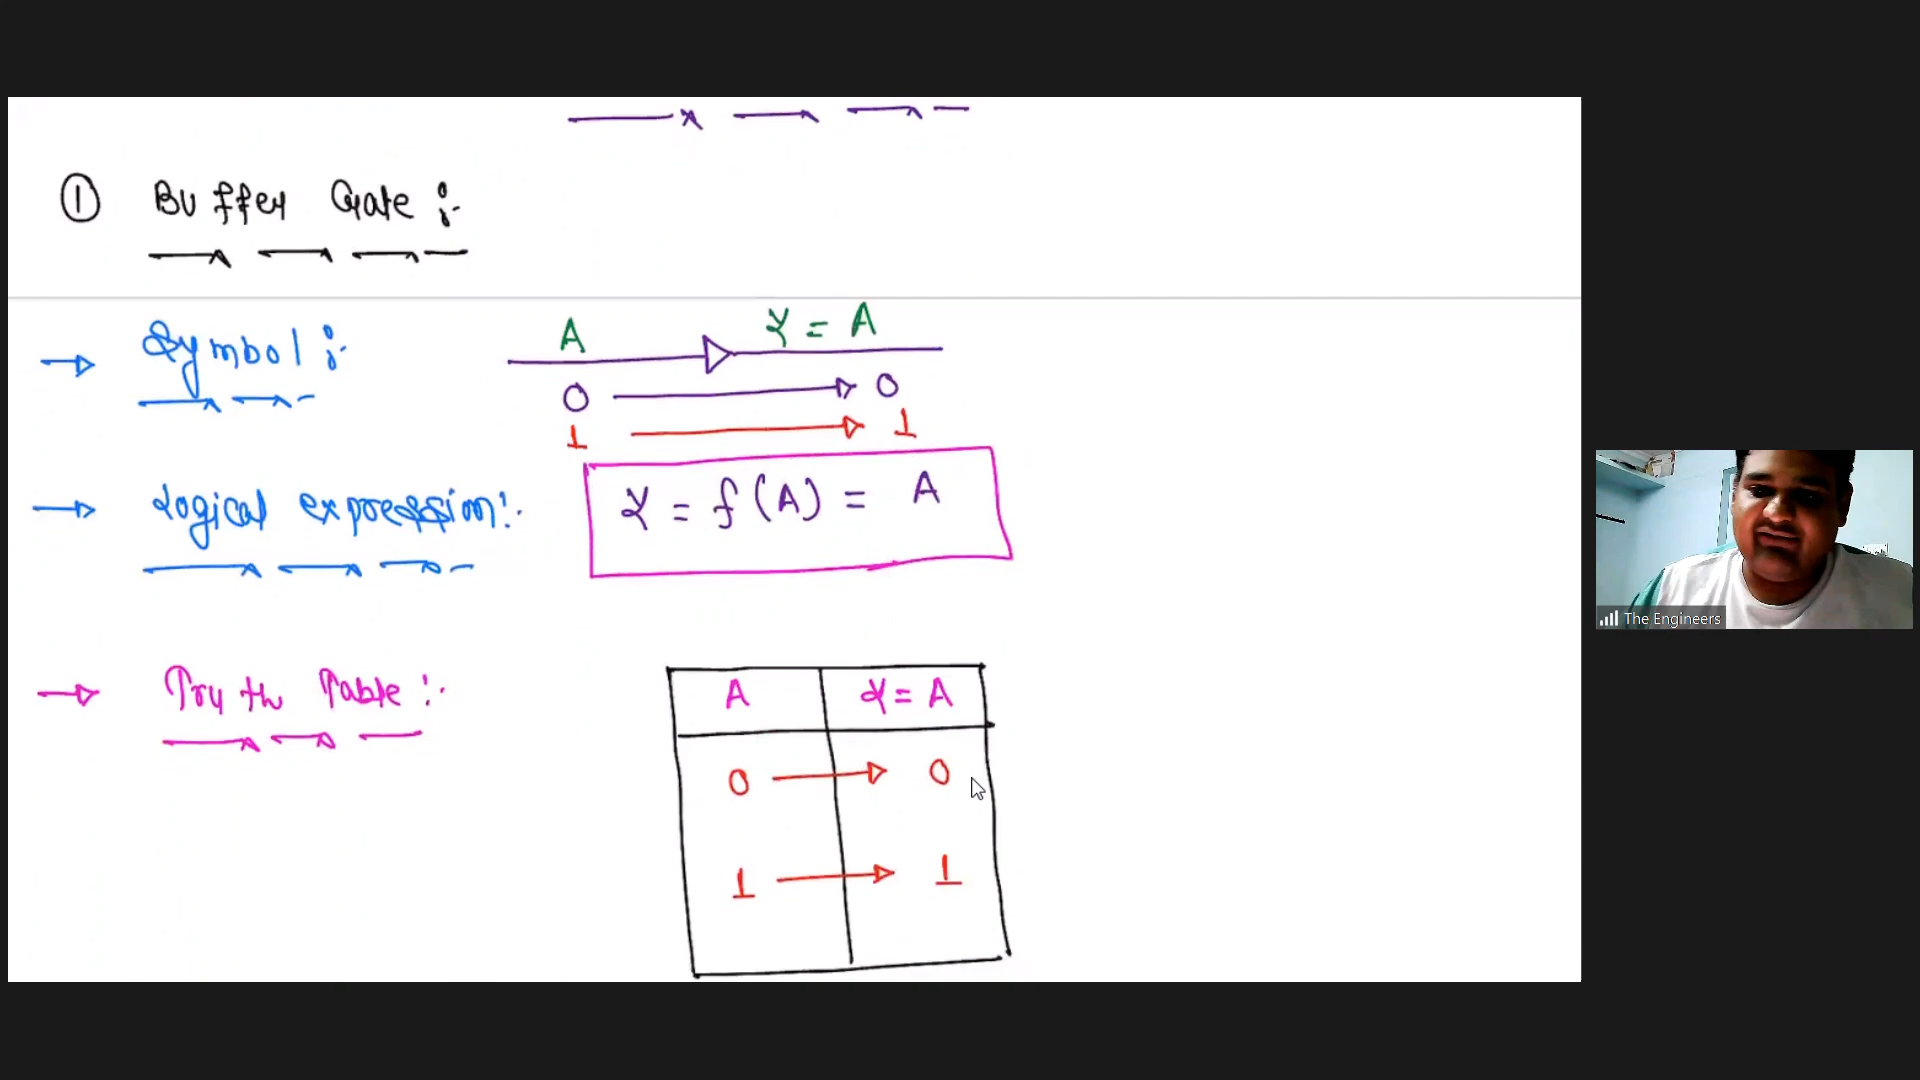 ① Buffer Gate :-
→ Symbol :-
A Y = A
0 → 0
1 → 1
→ Logical expression :-
Y = f(A) = A
→ Truth Table :-
A Y = A
0 → 0
1 → 1
The Engineers